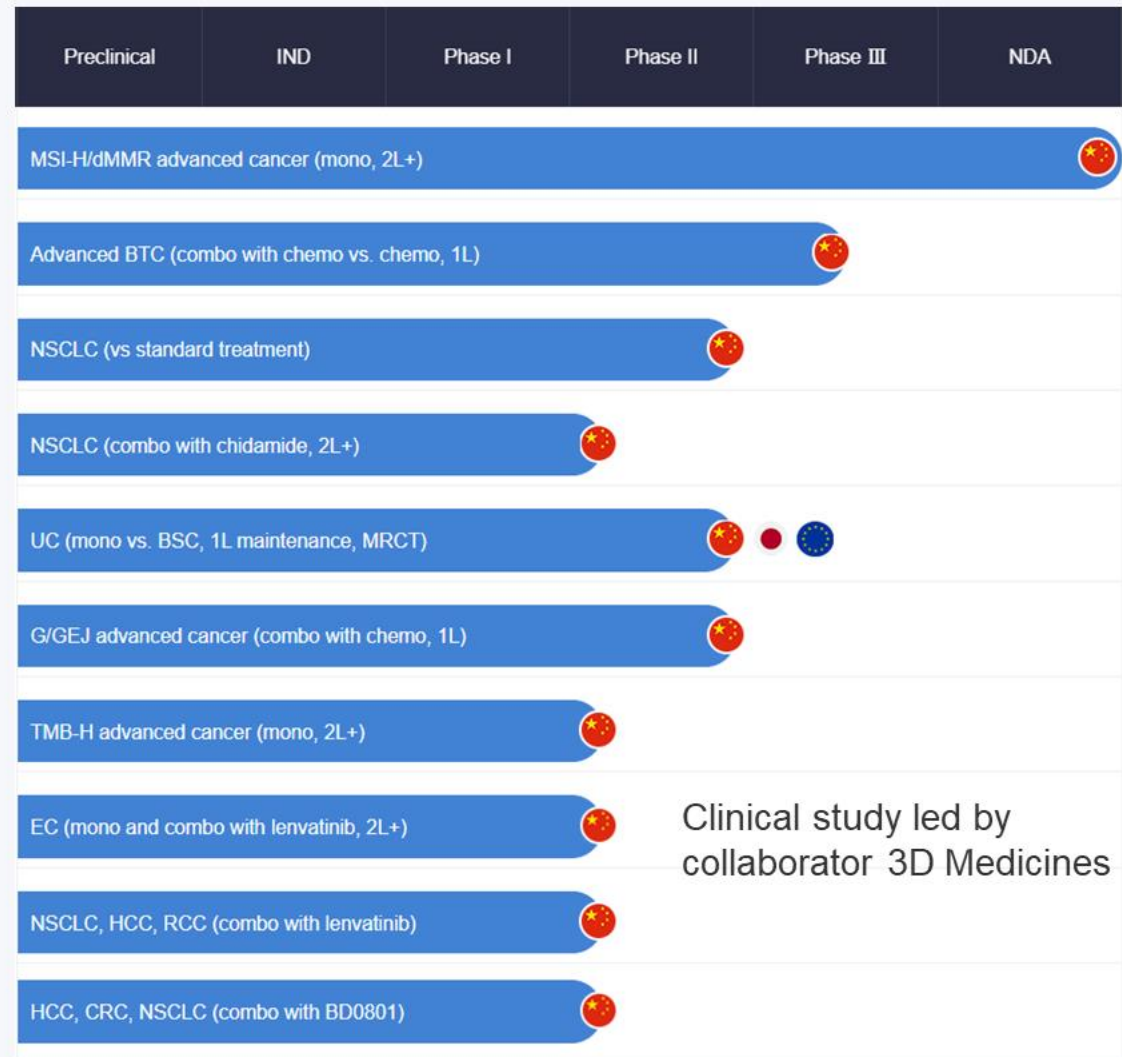 Preclinical IND Phase I Phase II Phase III NDA
MSI-H/dMMR advanced cancer (mono, 2L+)
Advanced BTC (combo with chemo vs. chemo, 1L)
NSCLC (vs standard treatment)
NSCLC (combo with chidamide, 2L+)
UC (mono vs. BSC, 1L maintenance, MRCT)
G/GEJ advanced cancer (combo with chemo, 1L)
TMB-H advanced cancer (mono, 2L+)
EC (mono and combo with lenvatinib, 2L+)
Clinical study led by
collaborator 3D Medicines
NSCLC, HCC, RCC (combo with lenvatinib)
HCC, CRC, NSCLC (combo with BD0801)